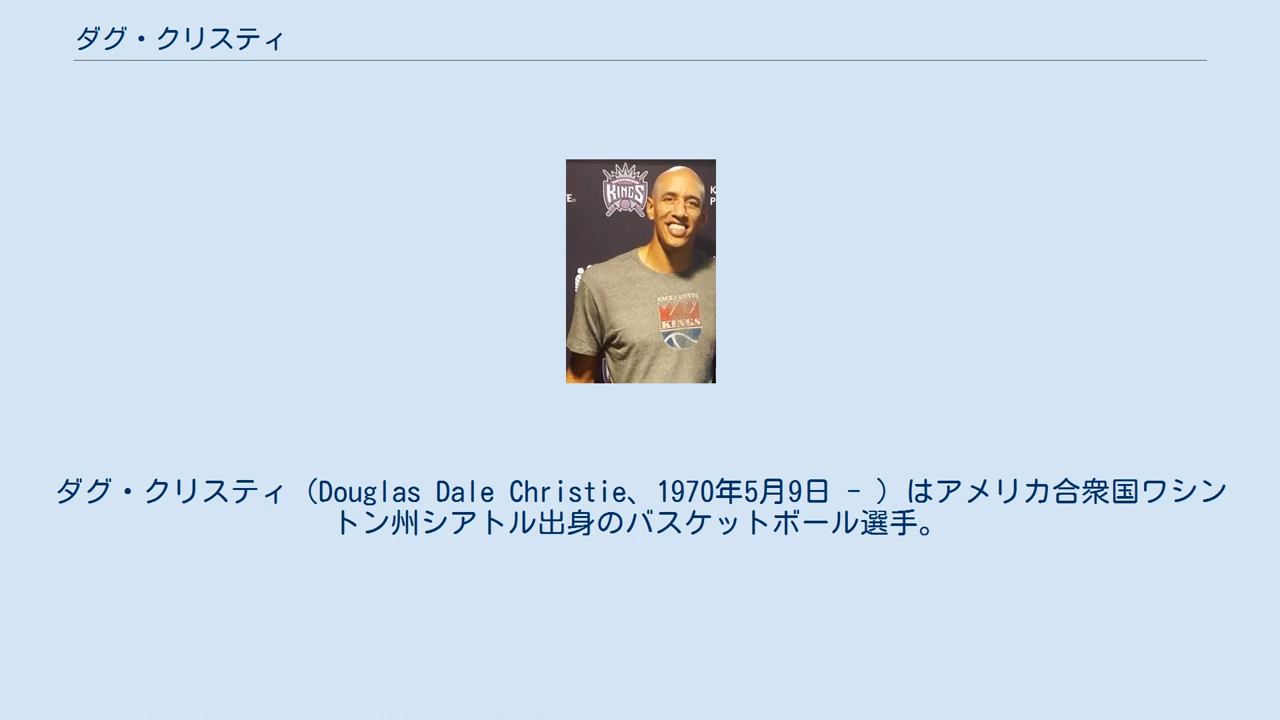 ダグ・クリスティ
KINGS
SACRAMENTO
KINGS
ダグ・クリスティ（Douglas Dale Christie、1970年5月9日 - ）はアメリカ合衆国ワシン
トン州シアトル出身のバスケットボール選手。